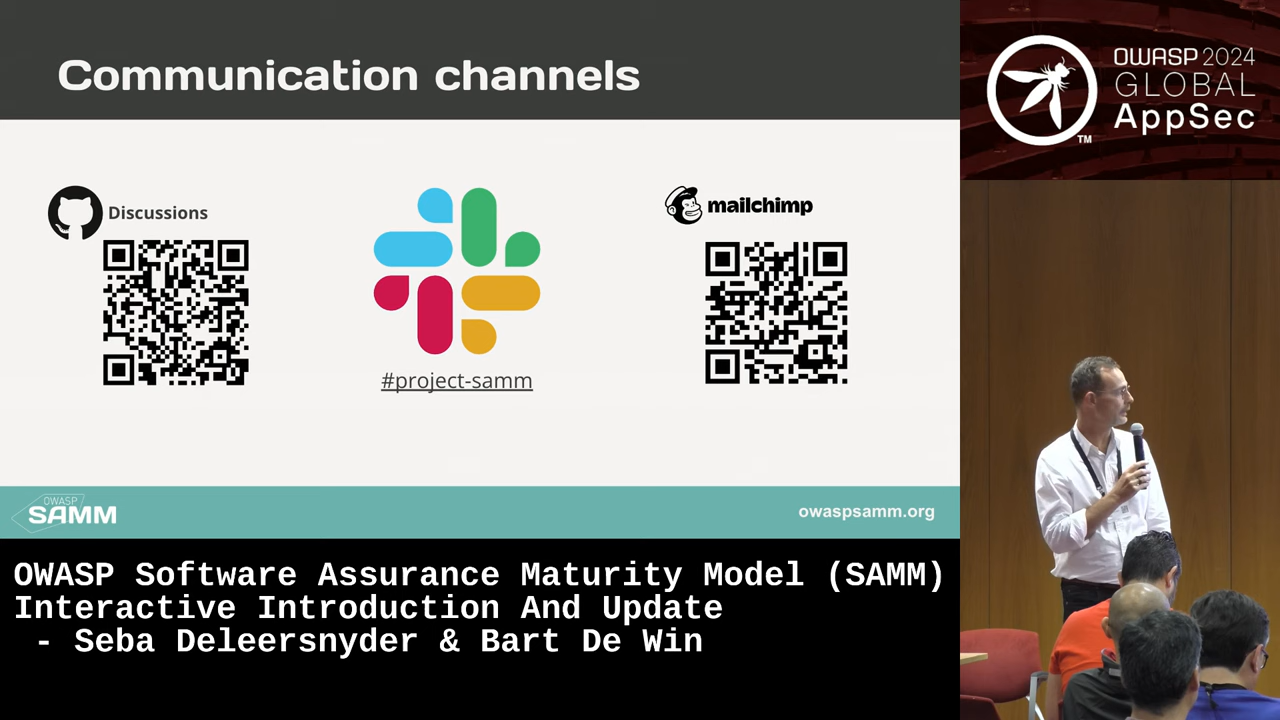 Communication channels
Discussions
#project-samm
mailchimp
OWASP
SAMM
owaspsamm.org
OWASP Software Assurance Maturity Model (SAMM)
Interactive Introduction And Update
- Seba Deleersnyder & Bart De Win
OWASP 2024
GLOBAL
AppSec
TM